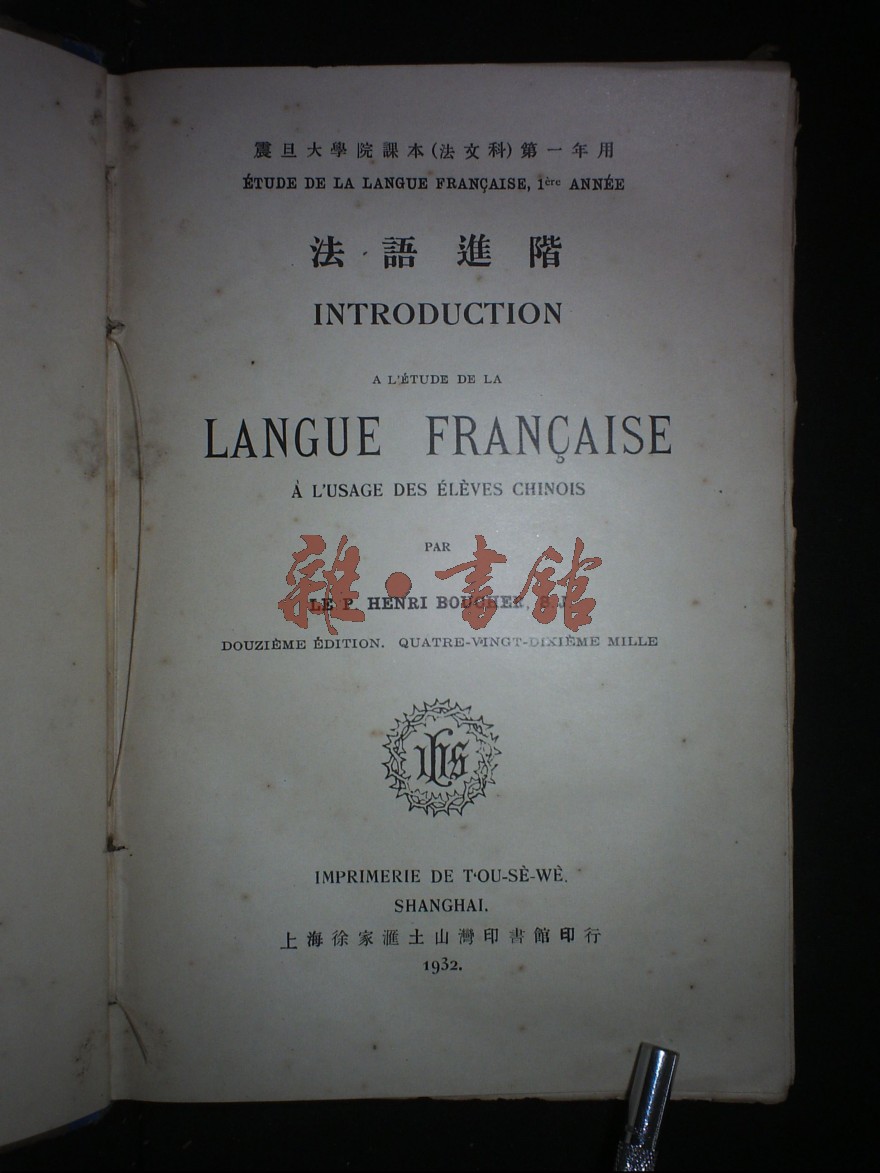 震旦大學院課本(法文科)第一年用
ÉTUDE DE LA LANGUE FRANÇAISE, 1ère ANNÉE
法語進階
INTRODUCTION
A L'ÉTUDE DE LA
LANGUE FRANÇAISE
À L'USAGE DES ÉLÈVES CHINOIS
PAR
雜·書館
LE P. HENRI BOUCHER, S.J.
DOUZIÈME ÉDITION. QUATRE-VINGT-DIXIÈME MILLE
IHS
IMPRIMERIE DE T'OU-SÈ-WÈ.
SHANGHAI.
上海徐家滙土山灣印書館印行
1932.